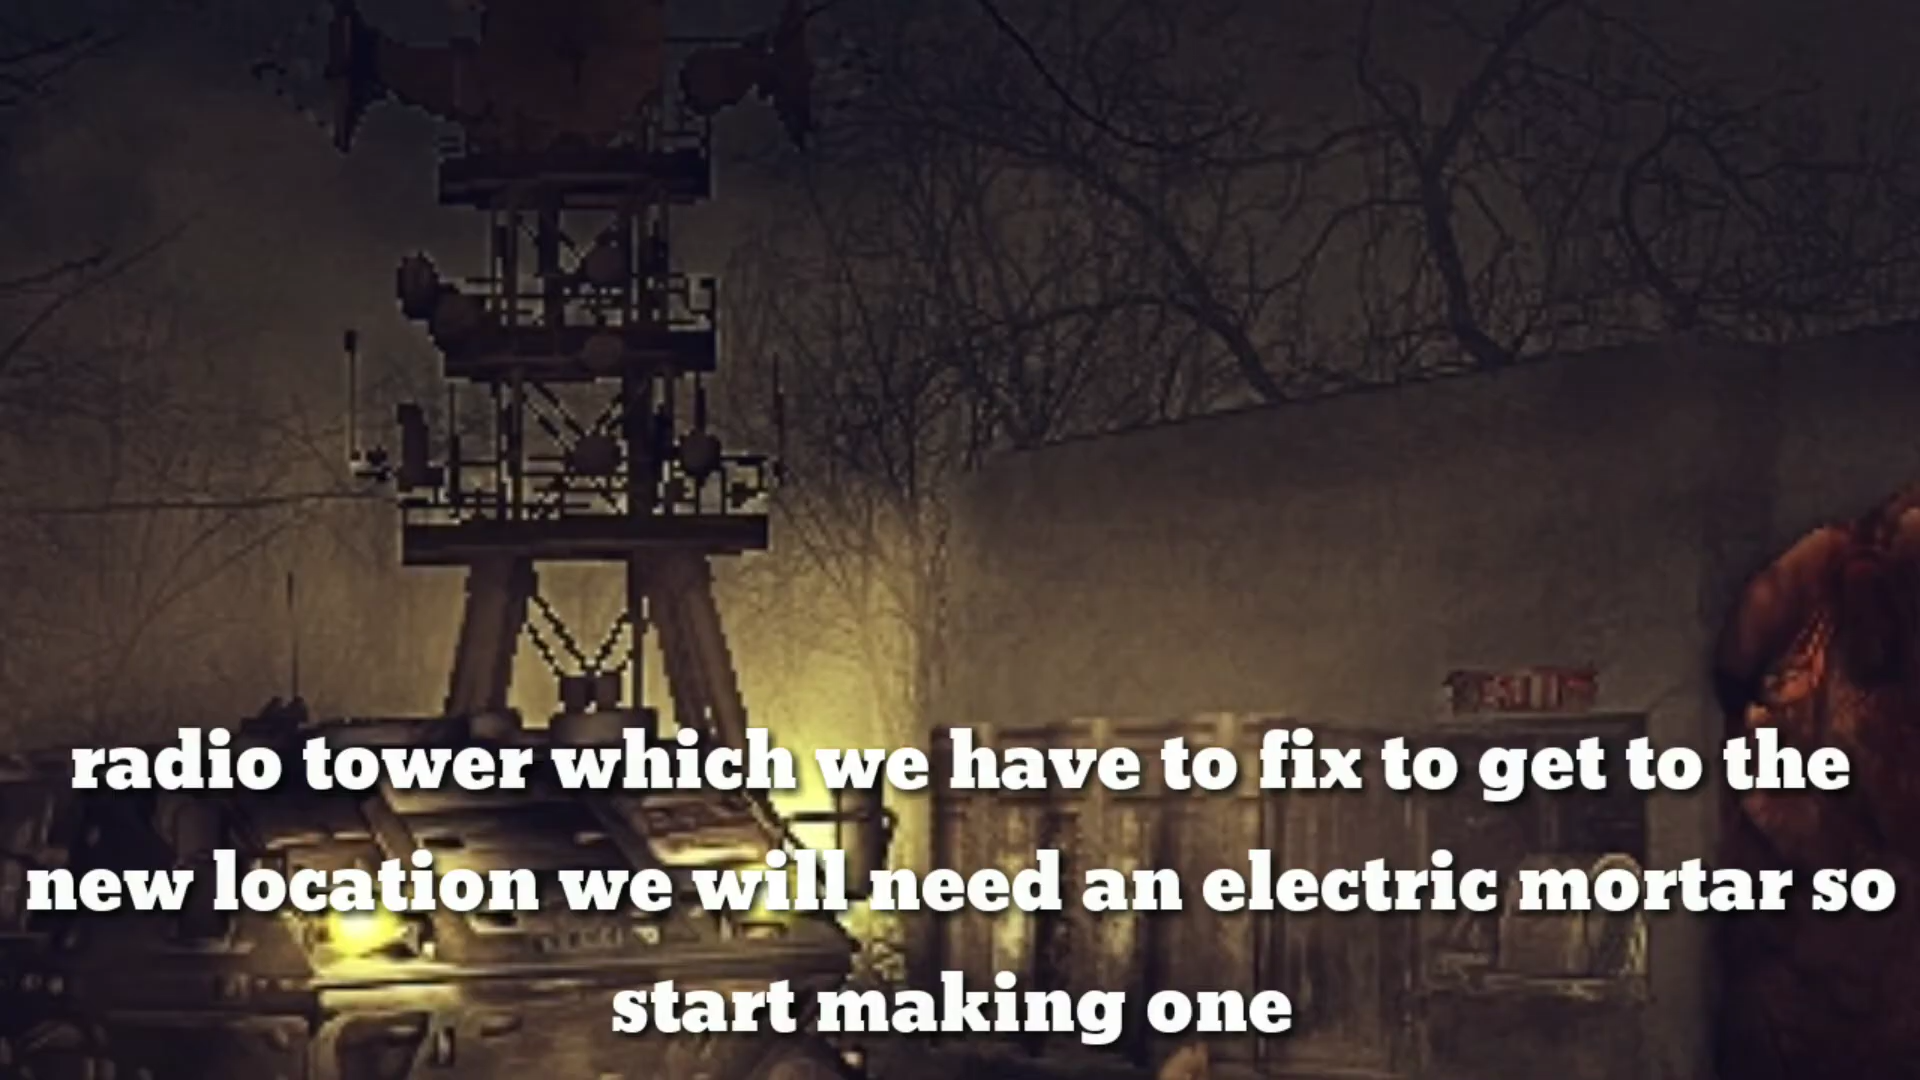 radio tower which we have to fix to get to the
new location we will need an electric mortar so
start making one